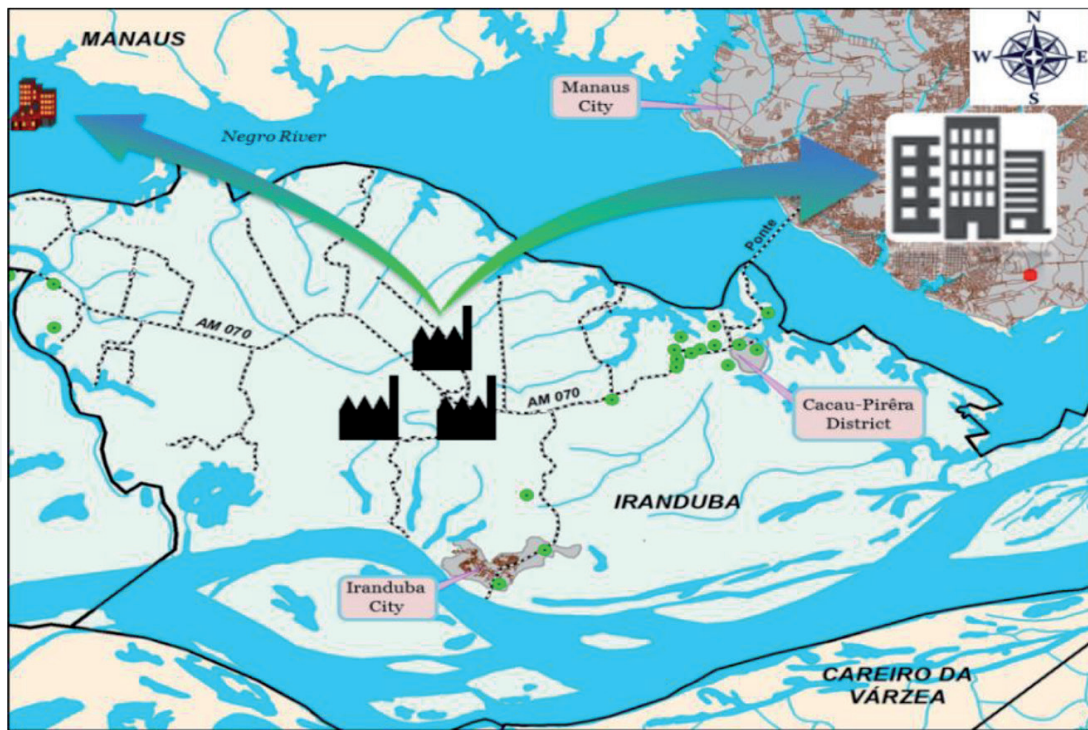 MANAUS
N
W
E
S
Manaus
City
Negro River
Ponte
AM 070
AM 070
Cacau-Pirêra
District
IRANDUBA
Iranduba
City
CAREIRO DA
VÁRZEA